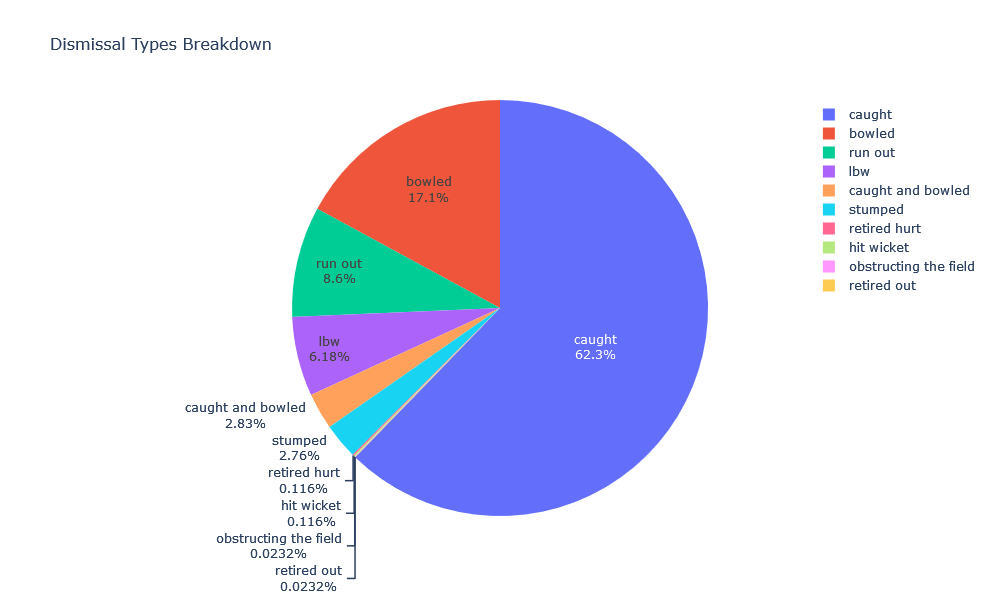 Dismissal Types Breakdown
caught
62.3%
bowled
17.1%
run out
8.6%
lbw
6.18%
caught and bowled
2.83%
stumped
2.76%
retired hurt
0.116%
hit wicket
0.116%
obstructing the field
0.0232%
retired out
0.0232%
caught
bowled
run out
lbw
caught and bowled
stumped
retired hurt
hit wicket
obstructing the field
retired out